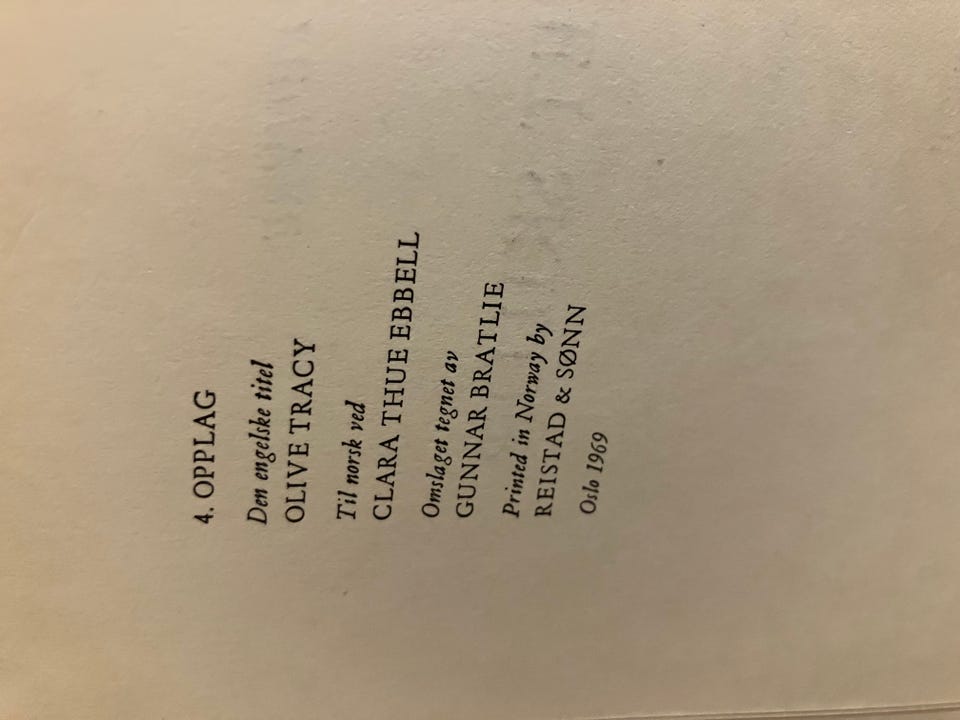 4. OPPLAG
Den engelske titel
OLIVE TRACY
Til norsk ved
CLARA THUE EBBELL
Omslaget tegnet av
GUNNAR BRATLIE
Printed in Norway by
REISTAD & SØNN
Oslo 1969